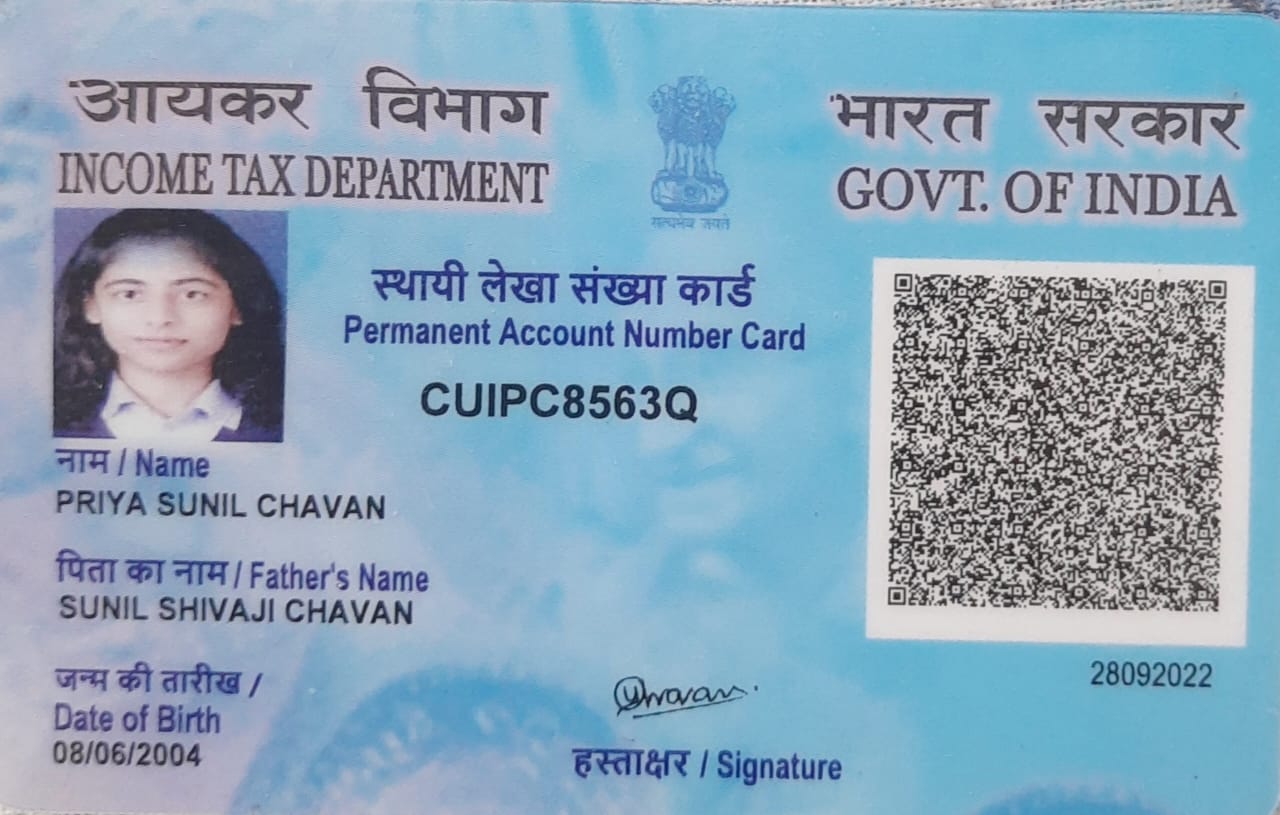 आयकर विभाग
INCOME TAX DEPARTMENT
सत्यमेव जयते
भारत सरकार
GOVT. OF INDIA
स्थायी लेखा संख्या कार्ड
Permanent Account Number Card
CUIPC8563Q
नाम / Name
PRIYA SUNIL CHAVAN
पिता का नाम / Father's Name
SUNIL SHIVAJI CHAVAN
जन्म की तारीख /
Date of Birth
08/06/2004
हस्ताक्षर / Signature
28092022